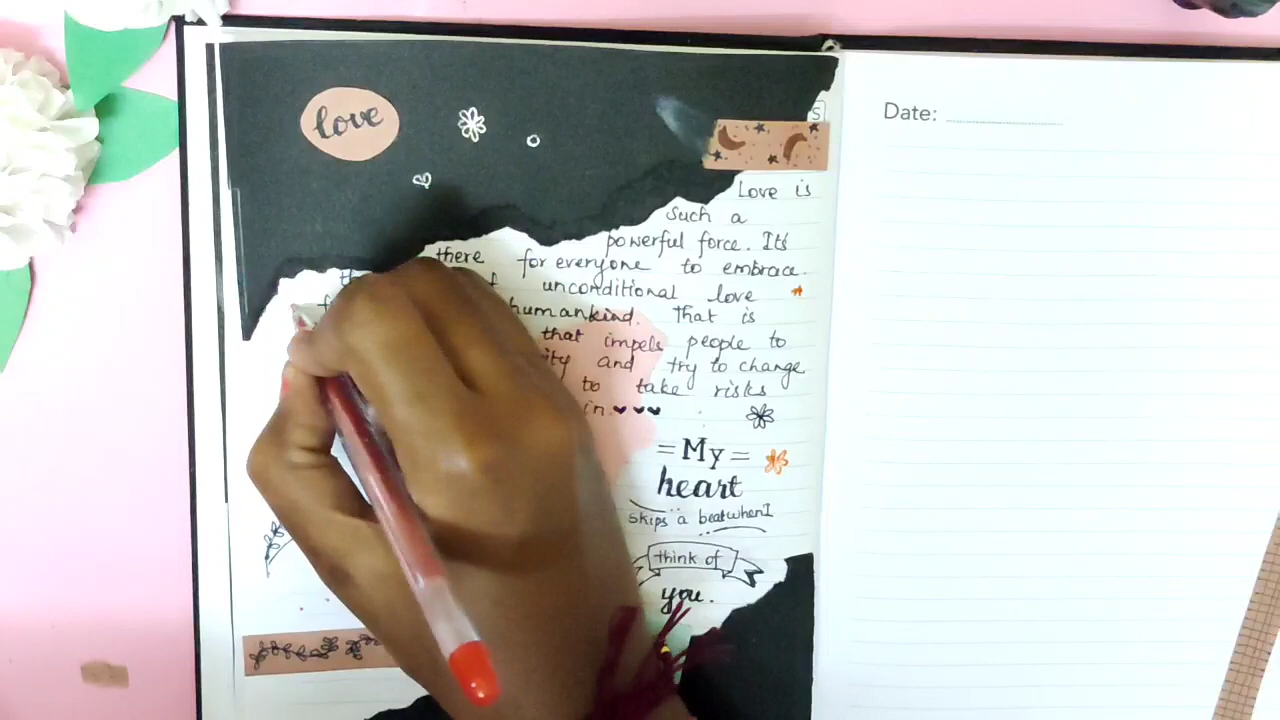 love
S
Date:
Love is
Such a
powerful force. It's
there for everyone to embrace.
unconditional love
humankind. That is
that impels people to
and try to change
to take risks
in
= My =
heart
skips a beat when I
think of
you.